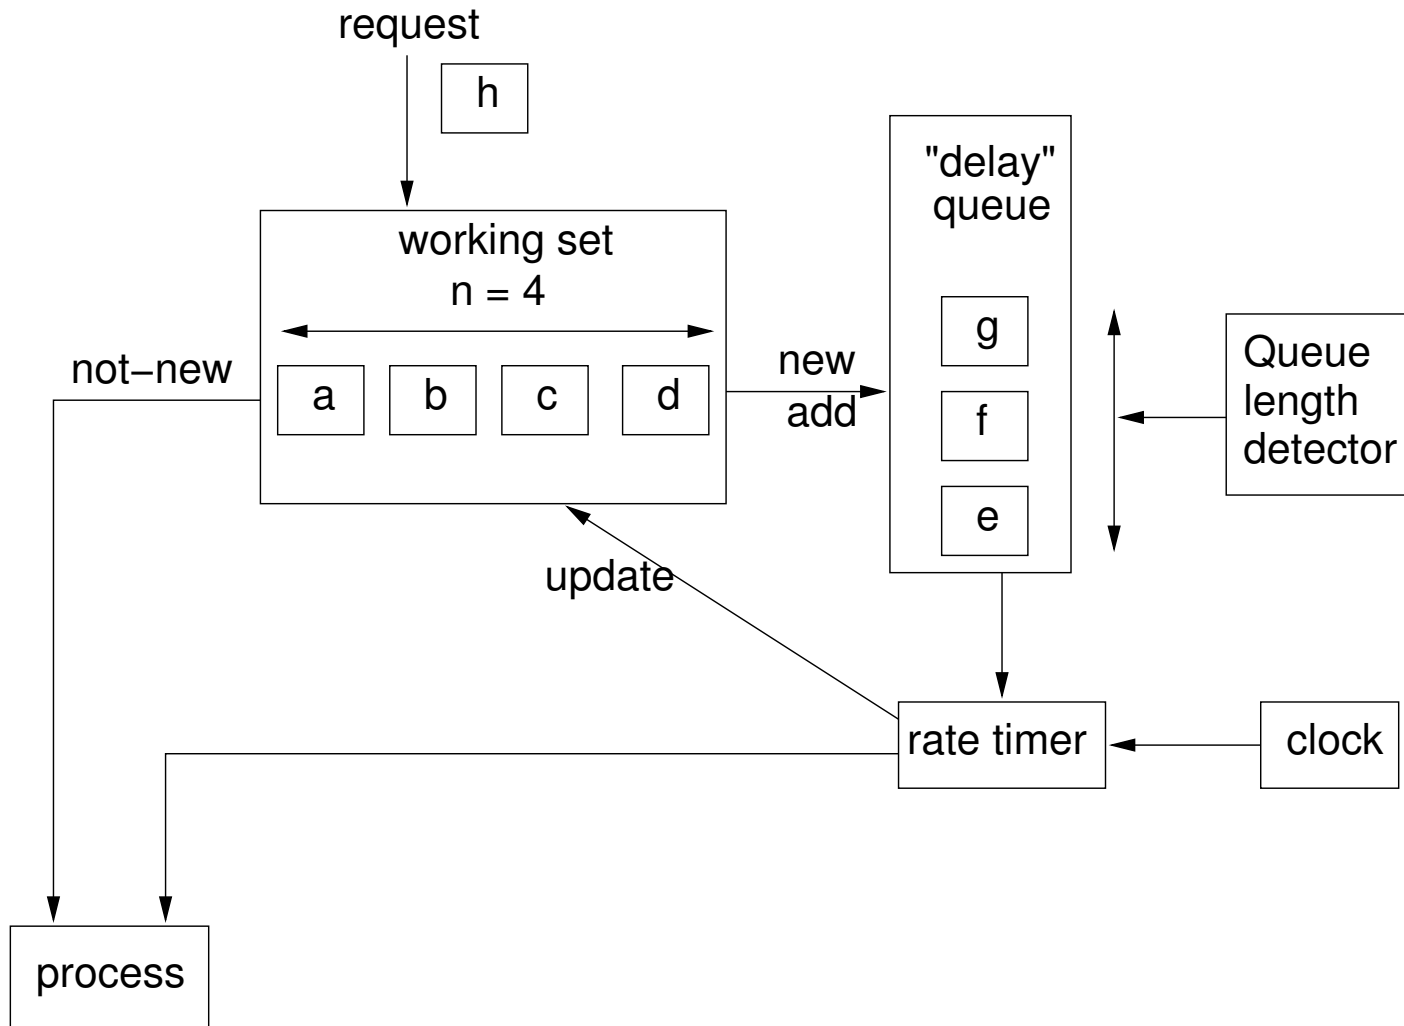 request
h
working set
n = 4
a b c d
not−new
new
add
"delay"
queue
g
f
e
Queue
length
detector
update
rate timer
clock
process